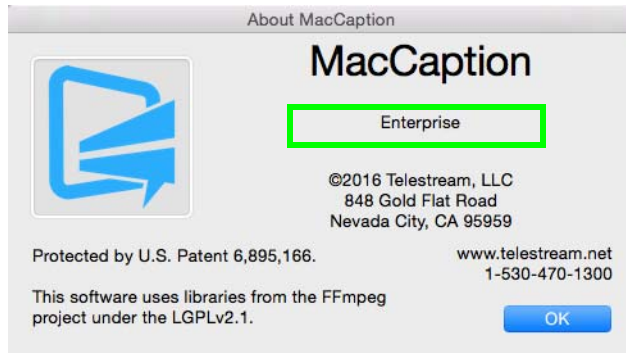 About MacCaption
MacCaption
Enterprise
©2016 Telestream, LLC
848 Gold Flat Road
Nevada City, CA 95959
Protected by U.S. Patent 6,895,166.
www.telestream.net
1-530-470-1300
This software uses libraries from the FFmpeg
project under the LGPLv2.1.
OK